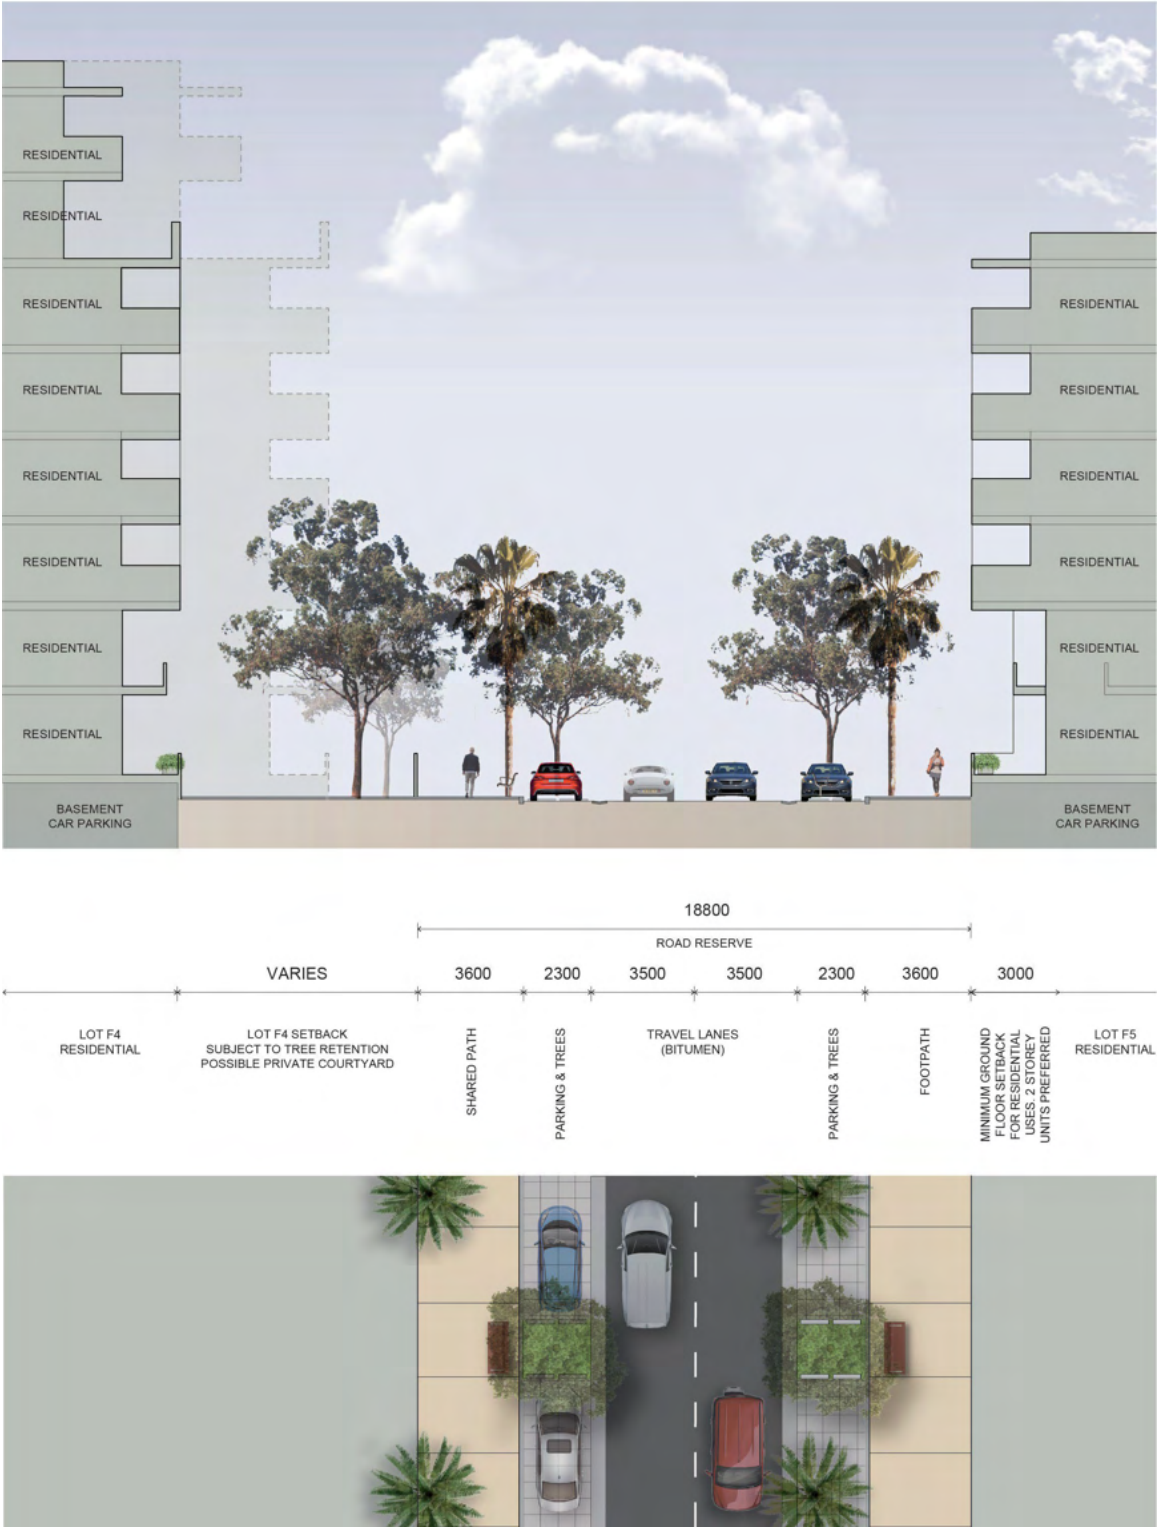 RESIDENTIAL
RESIDENTIAL
RESIDENTIAL
RESIDENTIAL
RESIDENTIAL
RESIDENTIAL
RESIDENTIAL
RESIDENTIAL
BASEMENT
CAR PARKING
RESIDENTIAL
RESIDENTIAL
RESIDENTIAL
RESIDENTIAL
RESIDENTIAL
RESIDENTIAL
BASEMENT
CAR PARKING
18800
ROAD RESERVE
VARIES
3600
2300
3500
3500
2300
3600
3000
LOT F4
RESIDENTIAL
LOT F4 SETBACK
SUBJECT TO TREE RETENTION
POSSIBLE PRIVATE COURTYARD
SHARED PATH
PARKING & TREES
TRAVEL LANES
(BITUMEN)
PARKING & TREES
FOOTPATH
MINIMUM GROUND
FLOOR SETBACK
FOR RESIDENTIAL
USES. 2 STOREY
UNITS PREFERRED
LOT F5
RESIDENTIAL